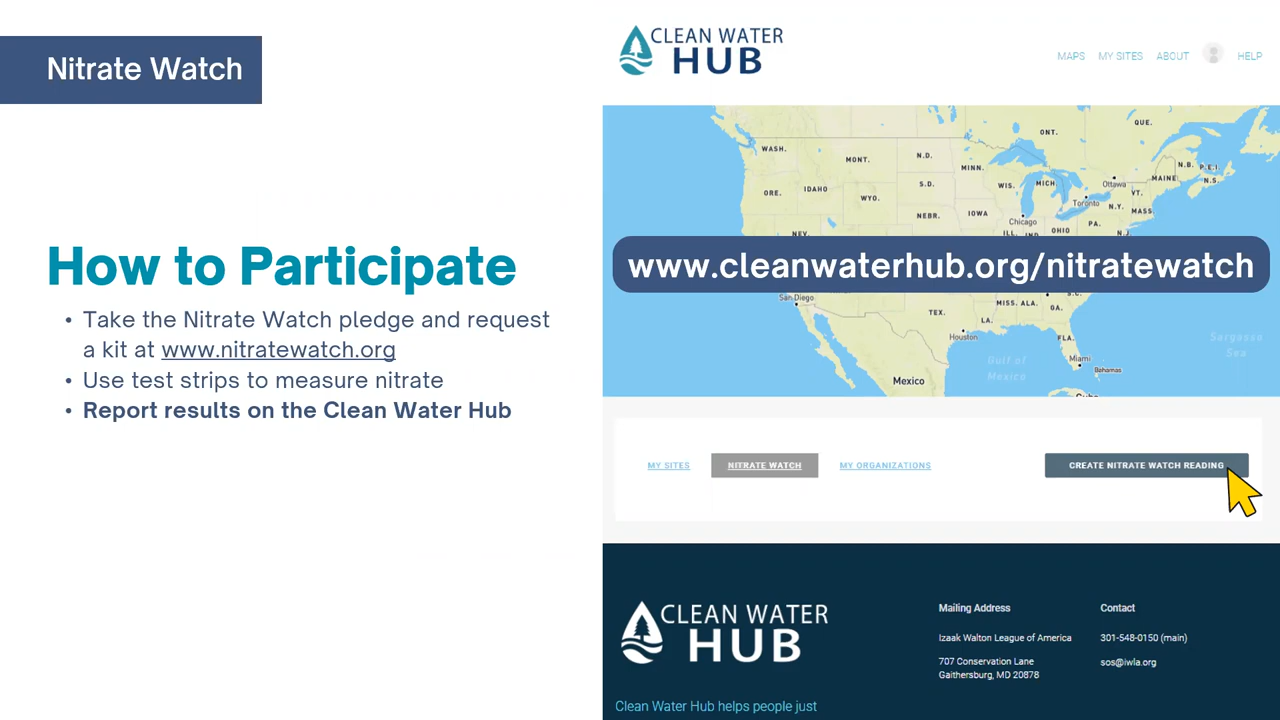 Nitrate Watch
How to Participate
• Take the Nitrate Watch pledge and request
a kit at www.nitratewatch.org
• Use test strips to measure nitrate
• Report results on the Clean Water Hub
CLEAN WATER
HUB
MAPS MY SITES ABOUT HELP
WASH.
MONT.
N.D.
MINN.
ONT.
QUE.
N.B.
P.E.I.
N.S.
MAINE
Ottawa
VT.
ORE.
IDAHO
WYO.
S.D.
WIS.
MICH.
Toronto
N.Y.
MASS.
NEBR.
IOWA
Chicago
PA.
NEV.
ILL.
OHIO
N.J.
www.cleanwaterhub.org/nitratewatch
San Diego
MISS.
ALA.
GA.
S.C.
TEX.
LA.
Houston
FLA.
Gulf of
Mexico
Miami
Bahamas
Sargasso
Sea
Mexico
Cuba
MY SITES NITRATE WATCH MY ORGANIZATIONS CREATE NITRATE WATCH READING
CLEAN WATER
HUB
Mailing Address
Izaak Walton League of America
707 Conservation Lane
Gaithersburg, MD 20878
Contact
301-548-0150 (main)
sos@iwla.org
Clean Water Hub helps people just